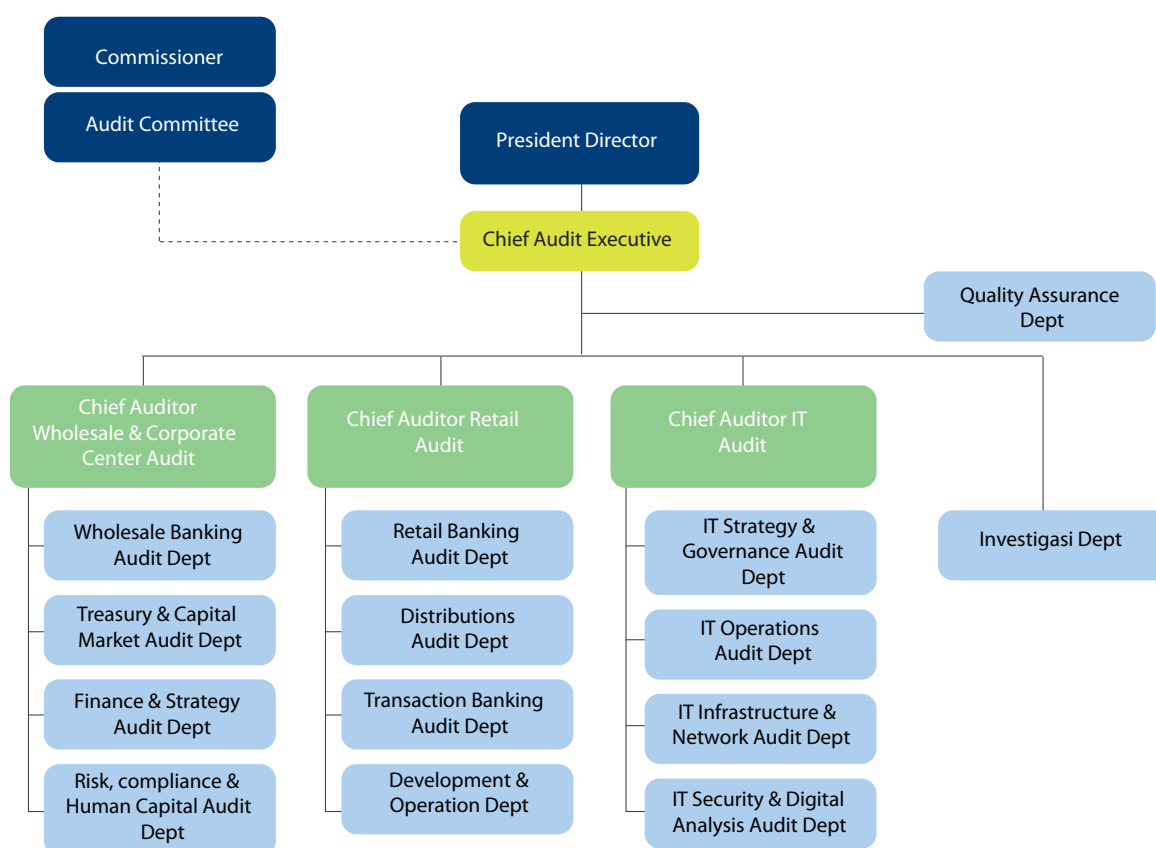 Commissioner
Audit Committee
President Director
Chief Audit Executive
Quality Assurance
Dept
Chief Auditor
Wholesale & Corporate
Center Audit
Chief Auditor Retail
Audit
Chief Auditor IT
Audit
Wholesale Banking
Audit Dept
Treasury & Capital
Market Audit Dept
Finance & Strategy
Audit Dept
Risk, compliance &
Human Capital Audit
Dept
Retail Banking
Audit Dept
Distributions
Audit Dept
Transaction Banking
Audit Dept
Development &
Operation Dept
IT Strategy &
Governance Audit
Dept
IT Operations
Audit Dept
IT Infrastructure &
Network Audit Dept
IT Security & Digital
Analysis Audit Dept
Investigasi Dept